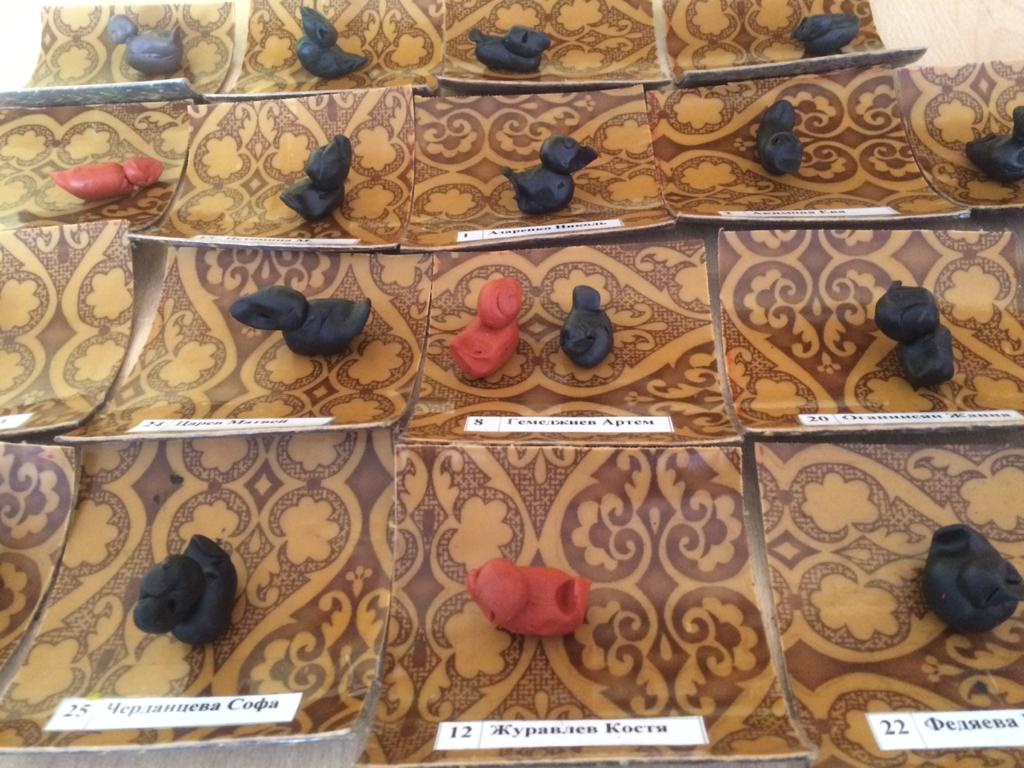 1 Азаренко Николь
24 Царев Матвей
8 Гемеджиев Артем
20 Оганнисян Жанна
25 Черданцева Софа
12 Журавлев Костя
22 Федяева